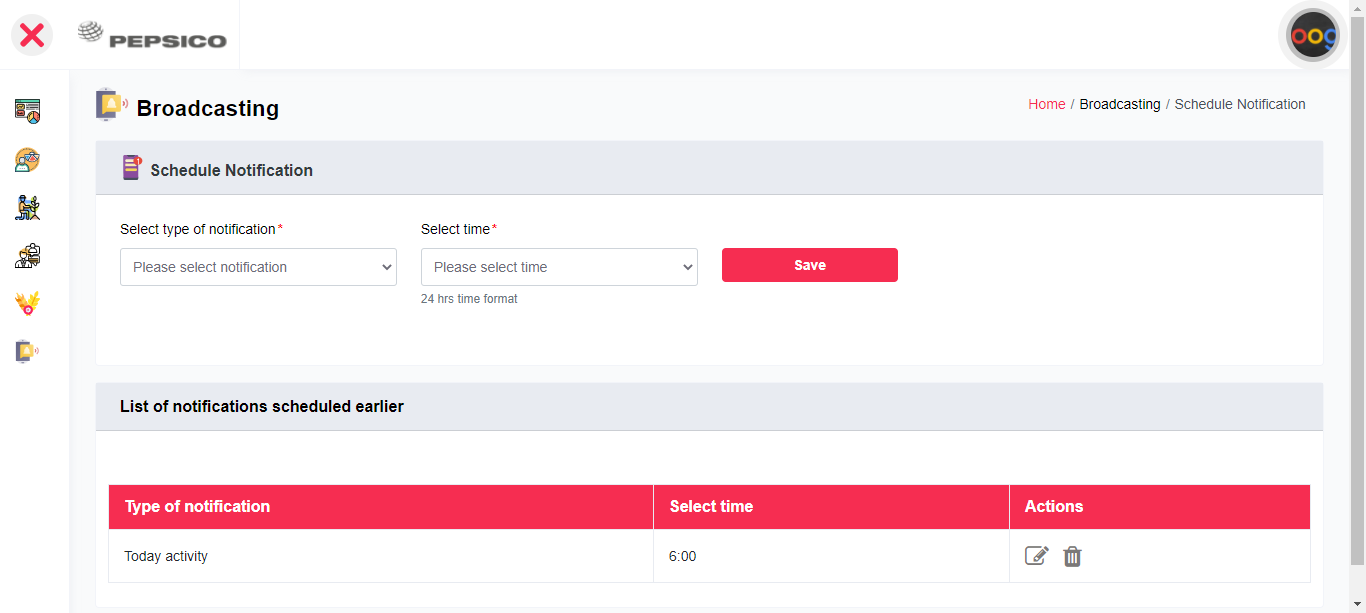 PEPSICO
oog
Broadcasting
Home / Broadcasting / Schedule Notification
Schedule Notification
Select type of notification* Select time*
Please select notification Please select time Save
24 hrs time format
List of notifications scheduled earlier
Type of notification Select time Actions
Today activity 6:00